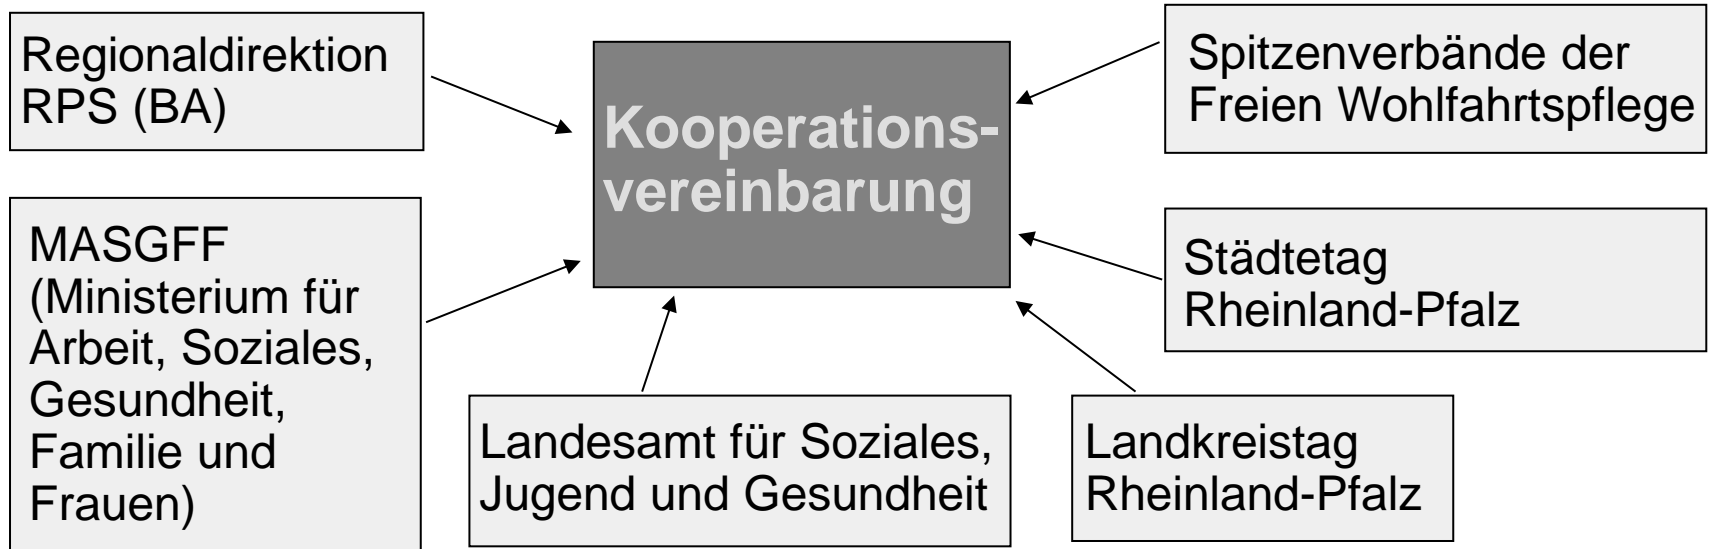 Regionaldirektion
RPS (BA)
Kooperations-
vereinbarung
Spitzenverbände der
Freien Wohlfahrtspflege
MASGFF
(Ministerium für
Arbeit, Soziales,
Gesundheit,
Familie und
Frauen)
Städtetag
Rheinland-Pfalz
Landesamt für Soziales,
Jugend und Gesundheit
Landkreistag
Rheinland-Pfalz